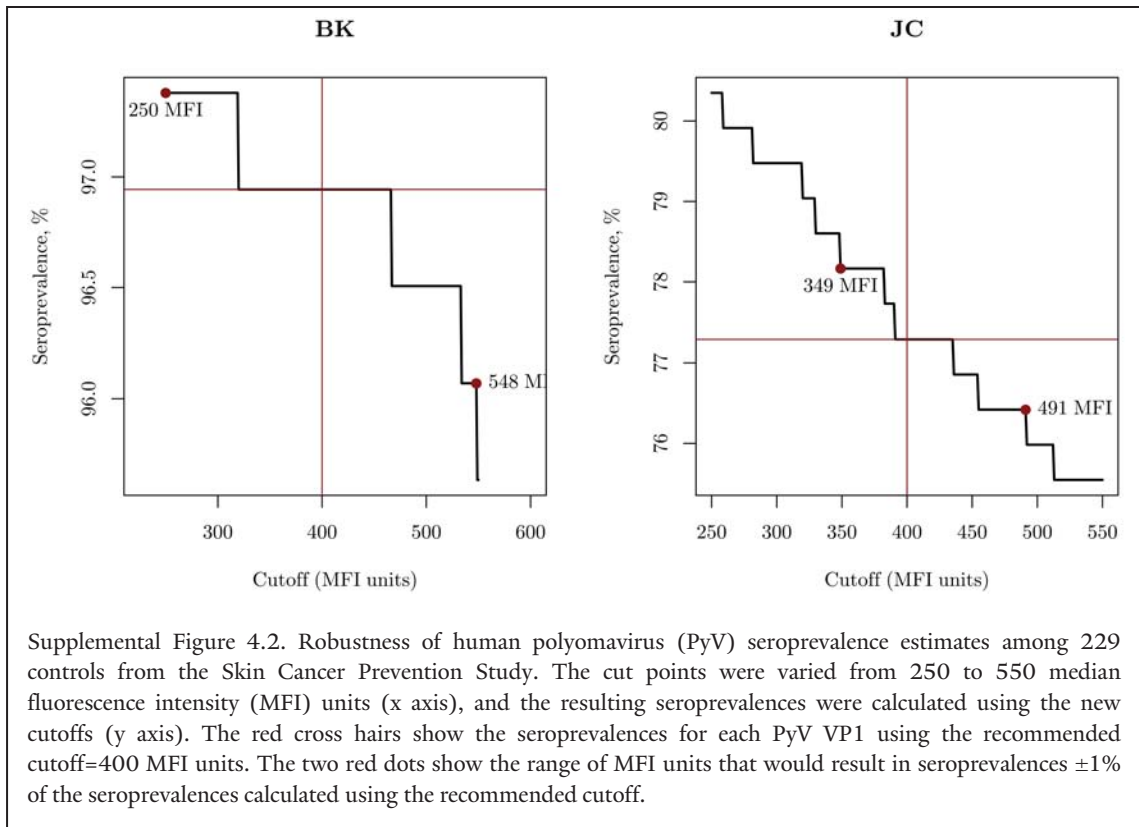 BK
JC
250 MFI
548 MI
97.0
96.5
96.0
Seroprevalence, %
300
400
500
600
Cutoff (MFI units)
349 MFI
491 MFI
80
79
78
77
76
Seroprevalence, %
250
300
350
400
450
500
550
Cutoff (MFI units)
Supplemental Figure 4.2. Robustness of human polyomavirus (PyV) seroprevalence estimates among 229
controls from the Skin Cancer Prevention Study. The cut points were varied from 250 to 550 median
fluorescence intensity (MFI) units (x axis), and the resulting seroprevalences were calculated using the new
cutoffs (y axis). The red cross hairs show the seroprevalences for each PyV VP1 using the recommended
cutoff=400 MFI units. The two red dots show the range of MFI units that would result in seroprevalences ±1%
of the seroprevalences calculated using the recommended cutoff.